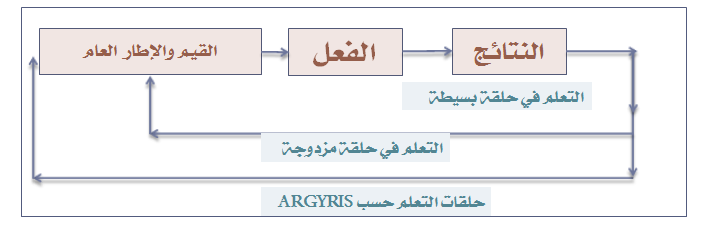 النتائج
الفعل
القيم والإطار العام
التعلم في حلقة بسيطة
التعلم في حلقة مزدوجة
حلقات التعلم حسب ARGYRIS